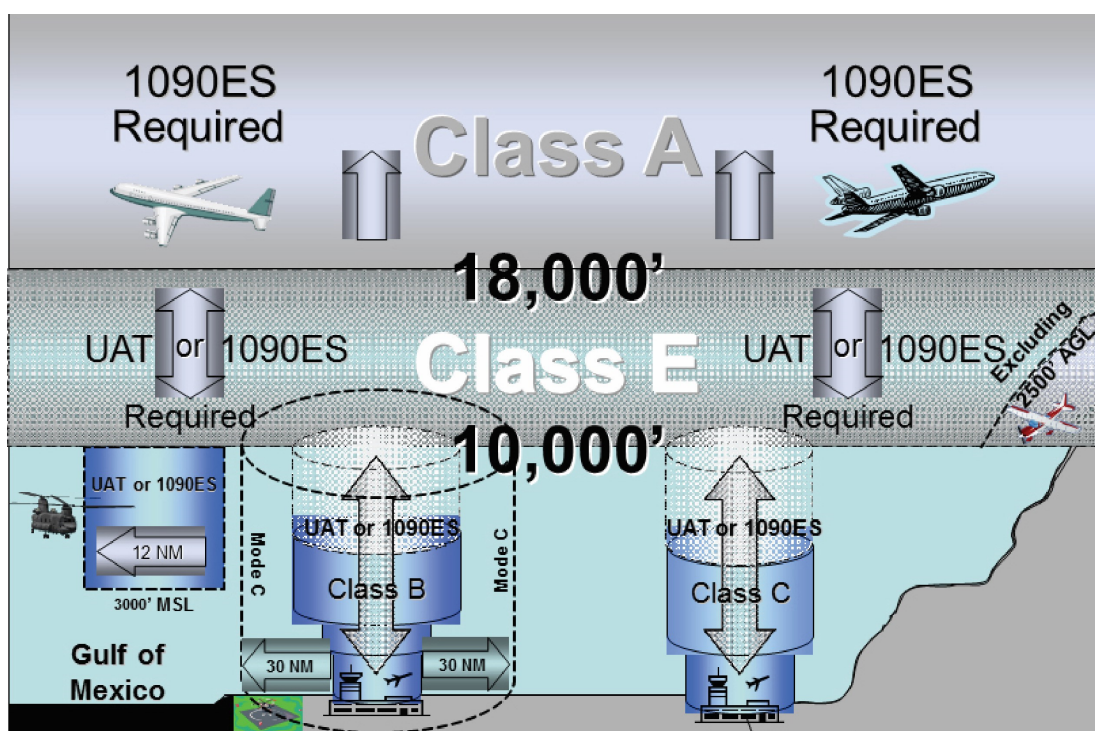 1090ES
Required
1090ES
Required
Class A
18,000’
UAT or 1090ES
Required
Class E
UAT or 1090ES
Required
Excluding
2500’ AGL
10,000’
UAT or 1090ES
12 NM
3000’ MSL
Gulf of
Mexico
Mode C
UAT or 1090ES
Class B
Mode C
30 NM
30 NM
UAT or 1090ES
Class C